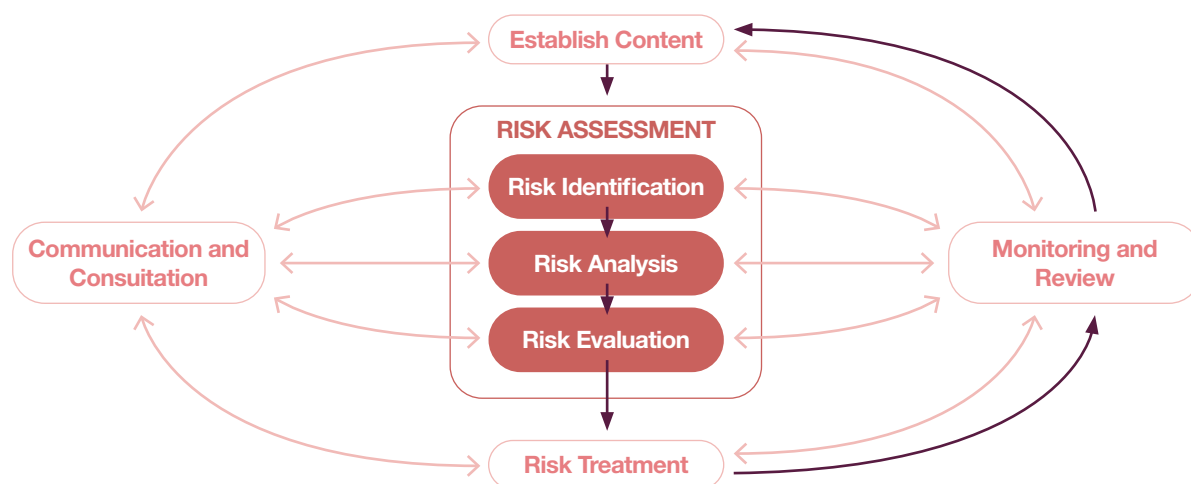 Establish Content
RISK ASSESSMENT
Risk Identification
Communication and
Consuitation
Risk Analysis
Monitoring and
Review
Risk Evaluation
Risk Treatment